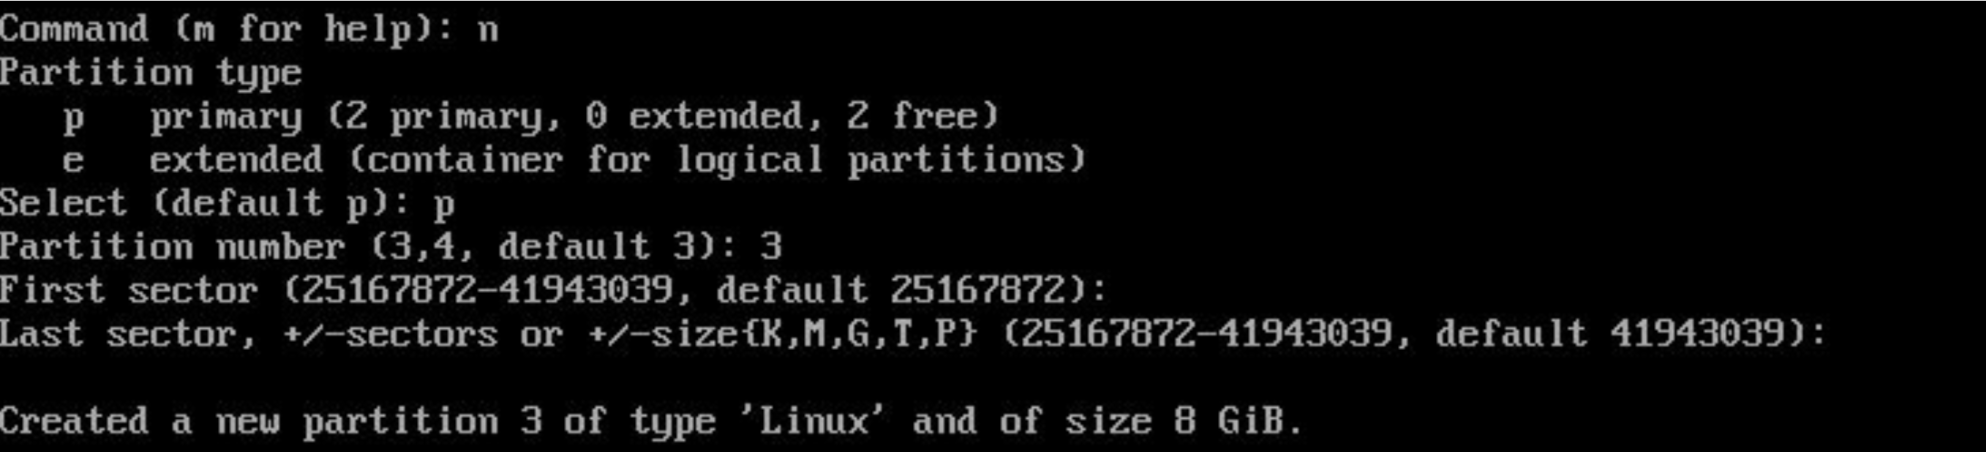 Command (m for help): n
Partition type
   p   primary (2 primary, 0 extended, 2 free)
   e   extended (container for logical partitions)
Select (default p): p
Partition number (3,4, default 3): 3
First sector (25167872-41943039, default 25167872):
Last sector, +/-sectors or +/-size{K,M,G,T,P} (25167872-41943039, default 41943039):
Created a new partition 3 of type 'Linux' and of size 8 GiB.